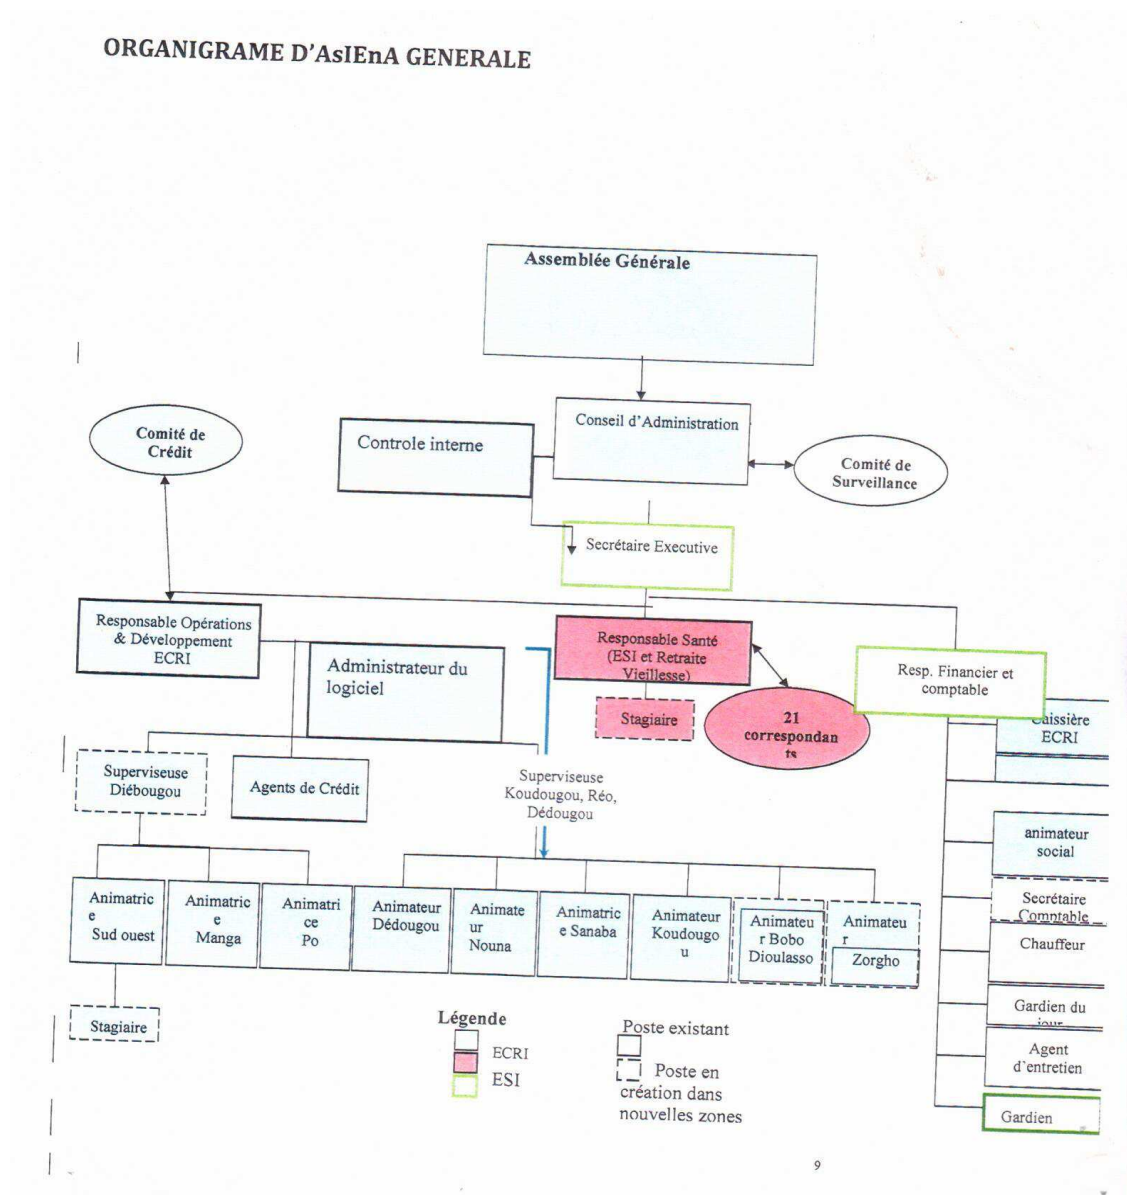 ORGANIGRAME D'AsIEnA GENERALE
Assemblée Générale
Conseil d'Administration
Controle interne
Comité de
Crédit
Comité de
Surveillance
Secrétaire Executive
Responsable Opérations
& Développement
ECRI
Administrateur du
logiciel
Responsable Santé
(ESI et Retraite
Vieillesse)
Stagiaire
21
correspondan
ts
Resp. Financier et
comptable
Caissière
ECRI
Superviseuse
Diébougou
Agents de Crédit
Superviseuse
Koudougou, Réo,
Dédougou
animateur
social
Secrétaire
Comptable
Chauffeur
Gardien du
jour
Agent
d'entretien
Gardien
Animatric
e
Sud ouest
Animatric
e
Manga
Animatri
ce
Po
Animateur
Dédougou
Animate
ur
Nouna
Animatric
e Sanaba
Animateur
Koudougo
u
Animateu
r Bobo
Dioulasso
Animateu
r
Zorgho
Stagiaire
Légende
ECRI
ESI
Poste existant
Poste en
création dans
nouvelles zones
9